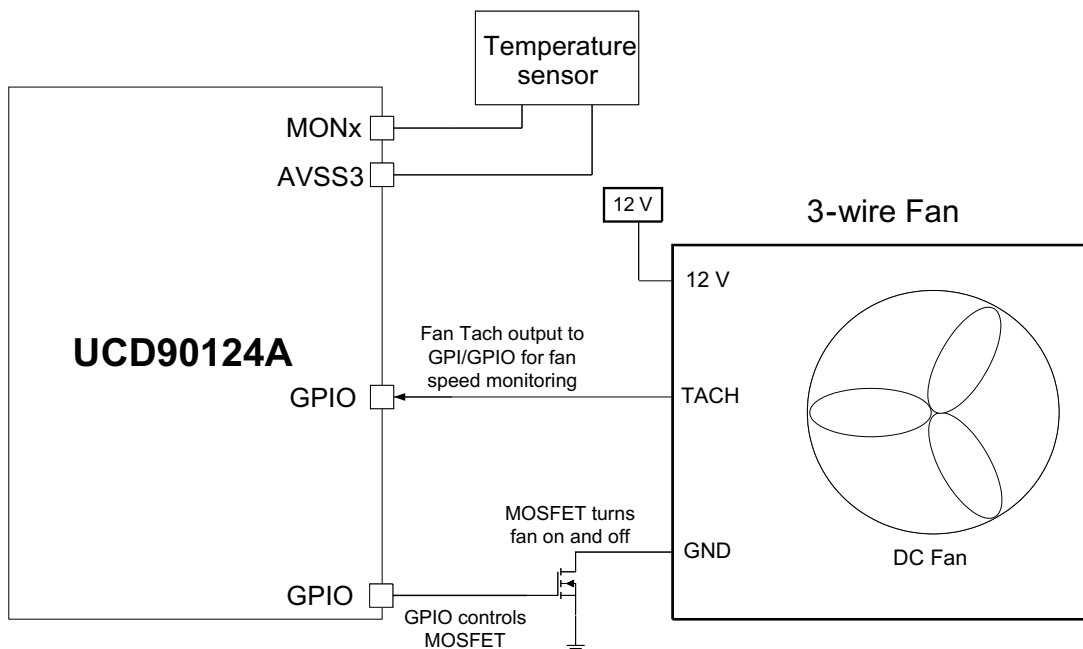 Temperature
sensor
MONx
AVSS3
12 V
3-wire Fan
12 V
Fan Tach output to
GPI/GPIO for fan
speed monitoring
UCD90124A
GPIO
TACH
MOSFET turns
fan on and off
GND
DC Fan
GPIO
GPIO controls
MOSFET